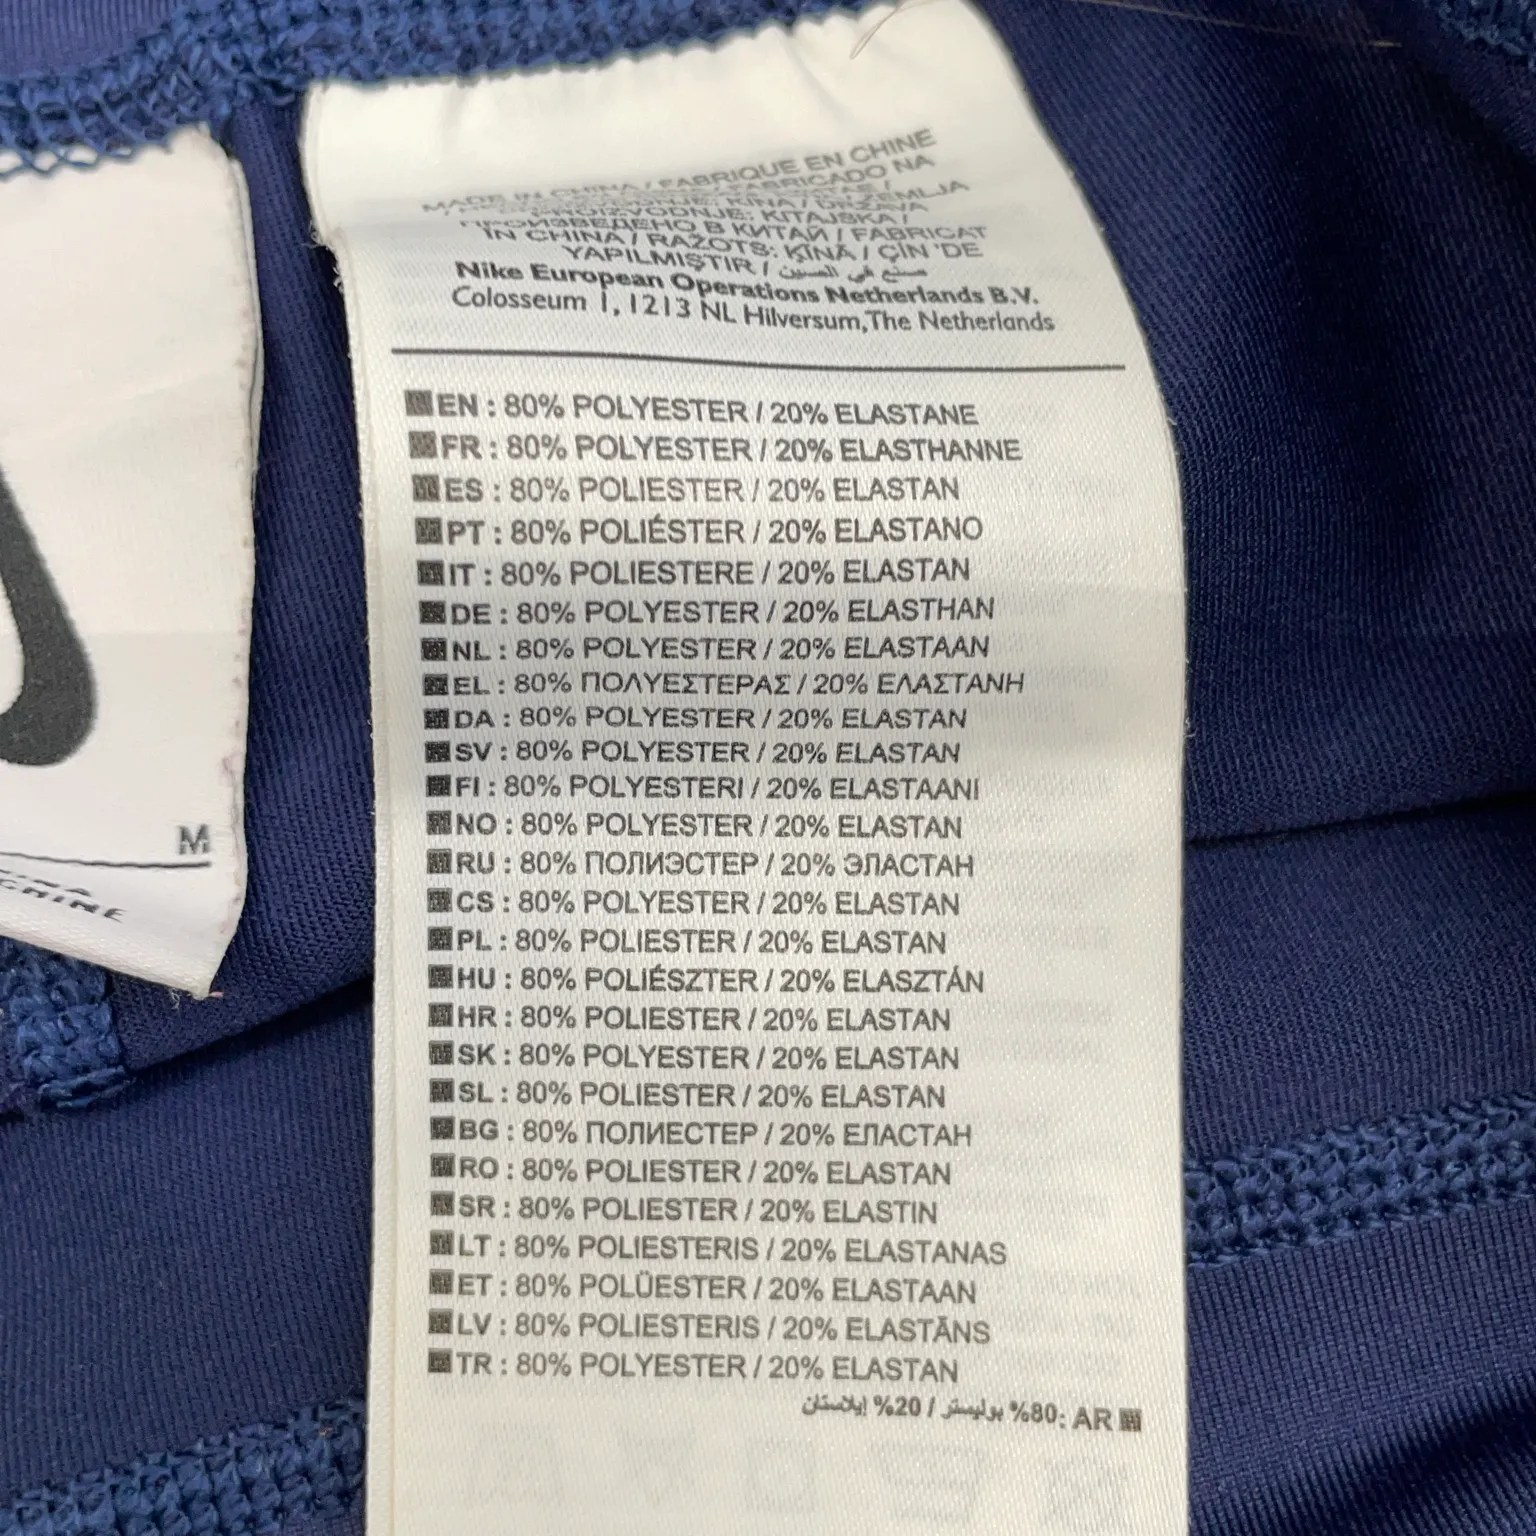 MADE IN CHINA / FABRIQUE EN CHINE
FABRICADO NA
KINA / DRŽAVA
PROIZVODNJE: KITAJSKA /
ПРОИЗВЕДЕНО В КИТАЙ / FABRICAT
IN CHINA / RAŽOTS: ĶĪNĀ / ÇİN 'DE
YAPILMIŞTIR / صنع في الصين
Nike European Operations Netherlands B.V.
Colosseum 1, 1213 NL Hilversum,The Netherlands
EN : 80% POLYESTER / 20% ELASTANE
FR : 80% POLYESTER / 20% ELASTHANNE
ES : 80% POLIESTER / 20% ELASTAN
PT : 80% POLIÉSTER / 20% ELASTANO
IT : 80% POLIESTERE / 20% ELASTAN
DE : 80% POLYESTER / 20% ELASTHAN
NL : 80% POLYESTER / 20% ELASTAAN
EL : 80% ΠΟΛΥΕΣΤΕΡΑΣ / 20% ΕΛΑΣΤΑΝΗ
DA : 80% POLYESTER / 20% ELASTAN
SV : 80% POLYESTER / 20% ELASTAN
FI : 80% POLYESTERI / 20% ELASTAANI
NO : 80% POLYESTER / 20% ELASTAN
RU : 80% ПОЛИЭСТЕР / 20% ЭЛАСТАН
CS : 80% POLYESTER / 20% ELASTAN
PL : 80% POLIESTER / 20% ELASTAN
HU : 80% POLIÉSZTER / 20% ELASZTÁN
HR : 80% POLIESTER / 20% ELASTAN
SK : 80% POLYESTER / 20% ELASTAN
SL : 80% POLIESTER / 20% ELASTAN
BG : 80% ПОЛИЕСТЕР / 20% ЕЛАСТАН
RO : 80% POLIESTER / 20% ELASTAN
SR : 80% POLIESTER / 20% ELASTIN
LT : 80% POLIESTERIS / 20% ELASTANAS
ET : 80% POLÜESTER / 20% ELASTAAN
LV : 80% POLIESTERIS / 20% ELASTĀNS
TR : 80% POLYESTER / 20% ELASTAN
AR :80% بوليستر / 20% إيلاستان
M
CHINE